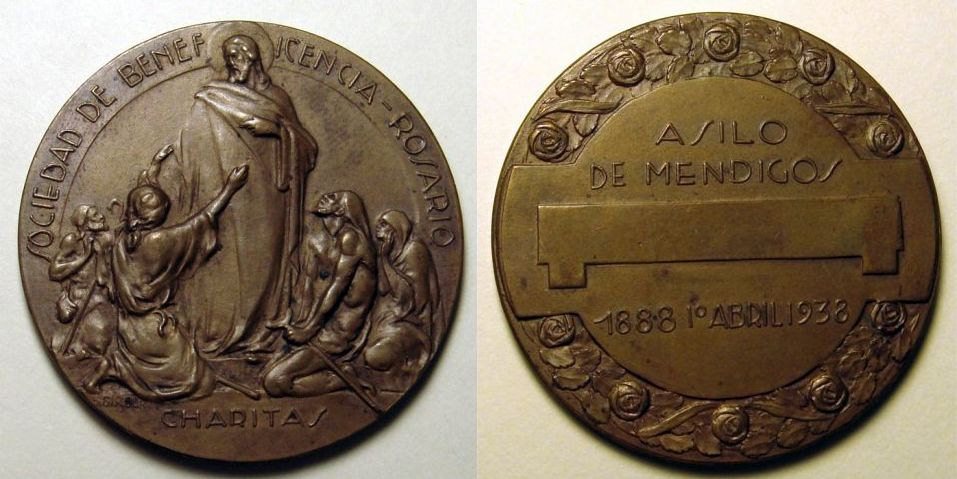 SOCIEDAD DE BENEFICENCIA-ROSARIO
CHARITAS
ASILO
DE MENDIGOS
1888 1º ABRIL 1938